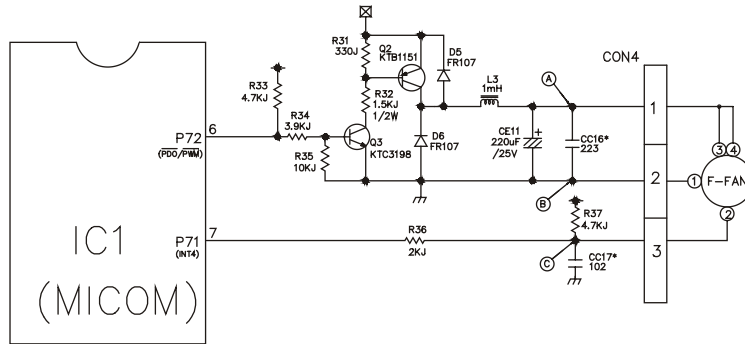 R31
330J
Q2
KTB1151
D5
FR107
R33
4.7KJ
R32
1.5KJ
1/2W
L3
1mH
A
CON4
6
P72
(PDO/PWM)
R34
3.9KJ
Q3
KTC3198
R35
10KJ
D6
FR107
CE11
220uF
/25V
+
CC16*
223
1
3
4
2
1
F-FAN
2
B
R37
4.7KJ
IC1
(MICOM)
7
P71
(INT4)
R36
2KJ
C
CC17*
102
3